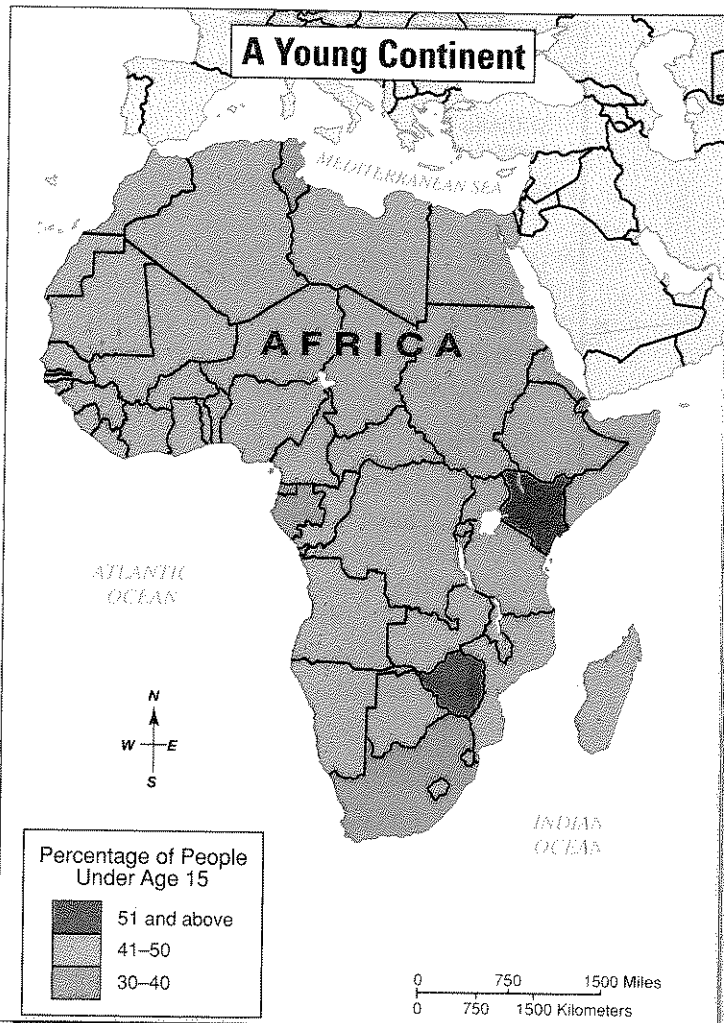 A Young Continent
MEDITERRANEAN SEA
AFRICA
ATLANTIC
OCEAN
N
W
E
S
INDIAN
OCEAN
Percentage of People
Under Age 15
51 and above
41–50
30–40
0 750 1500 Miles
0 750 1500 Kilometers